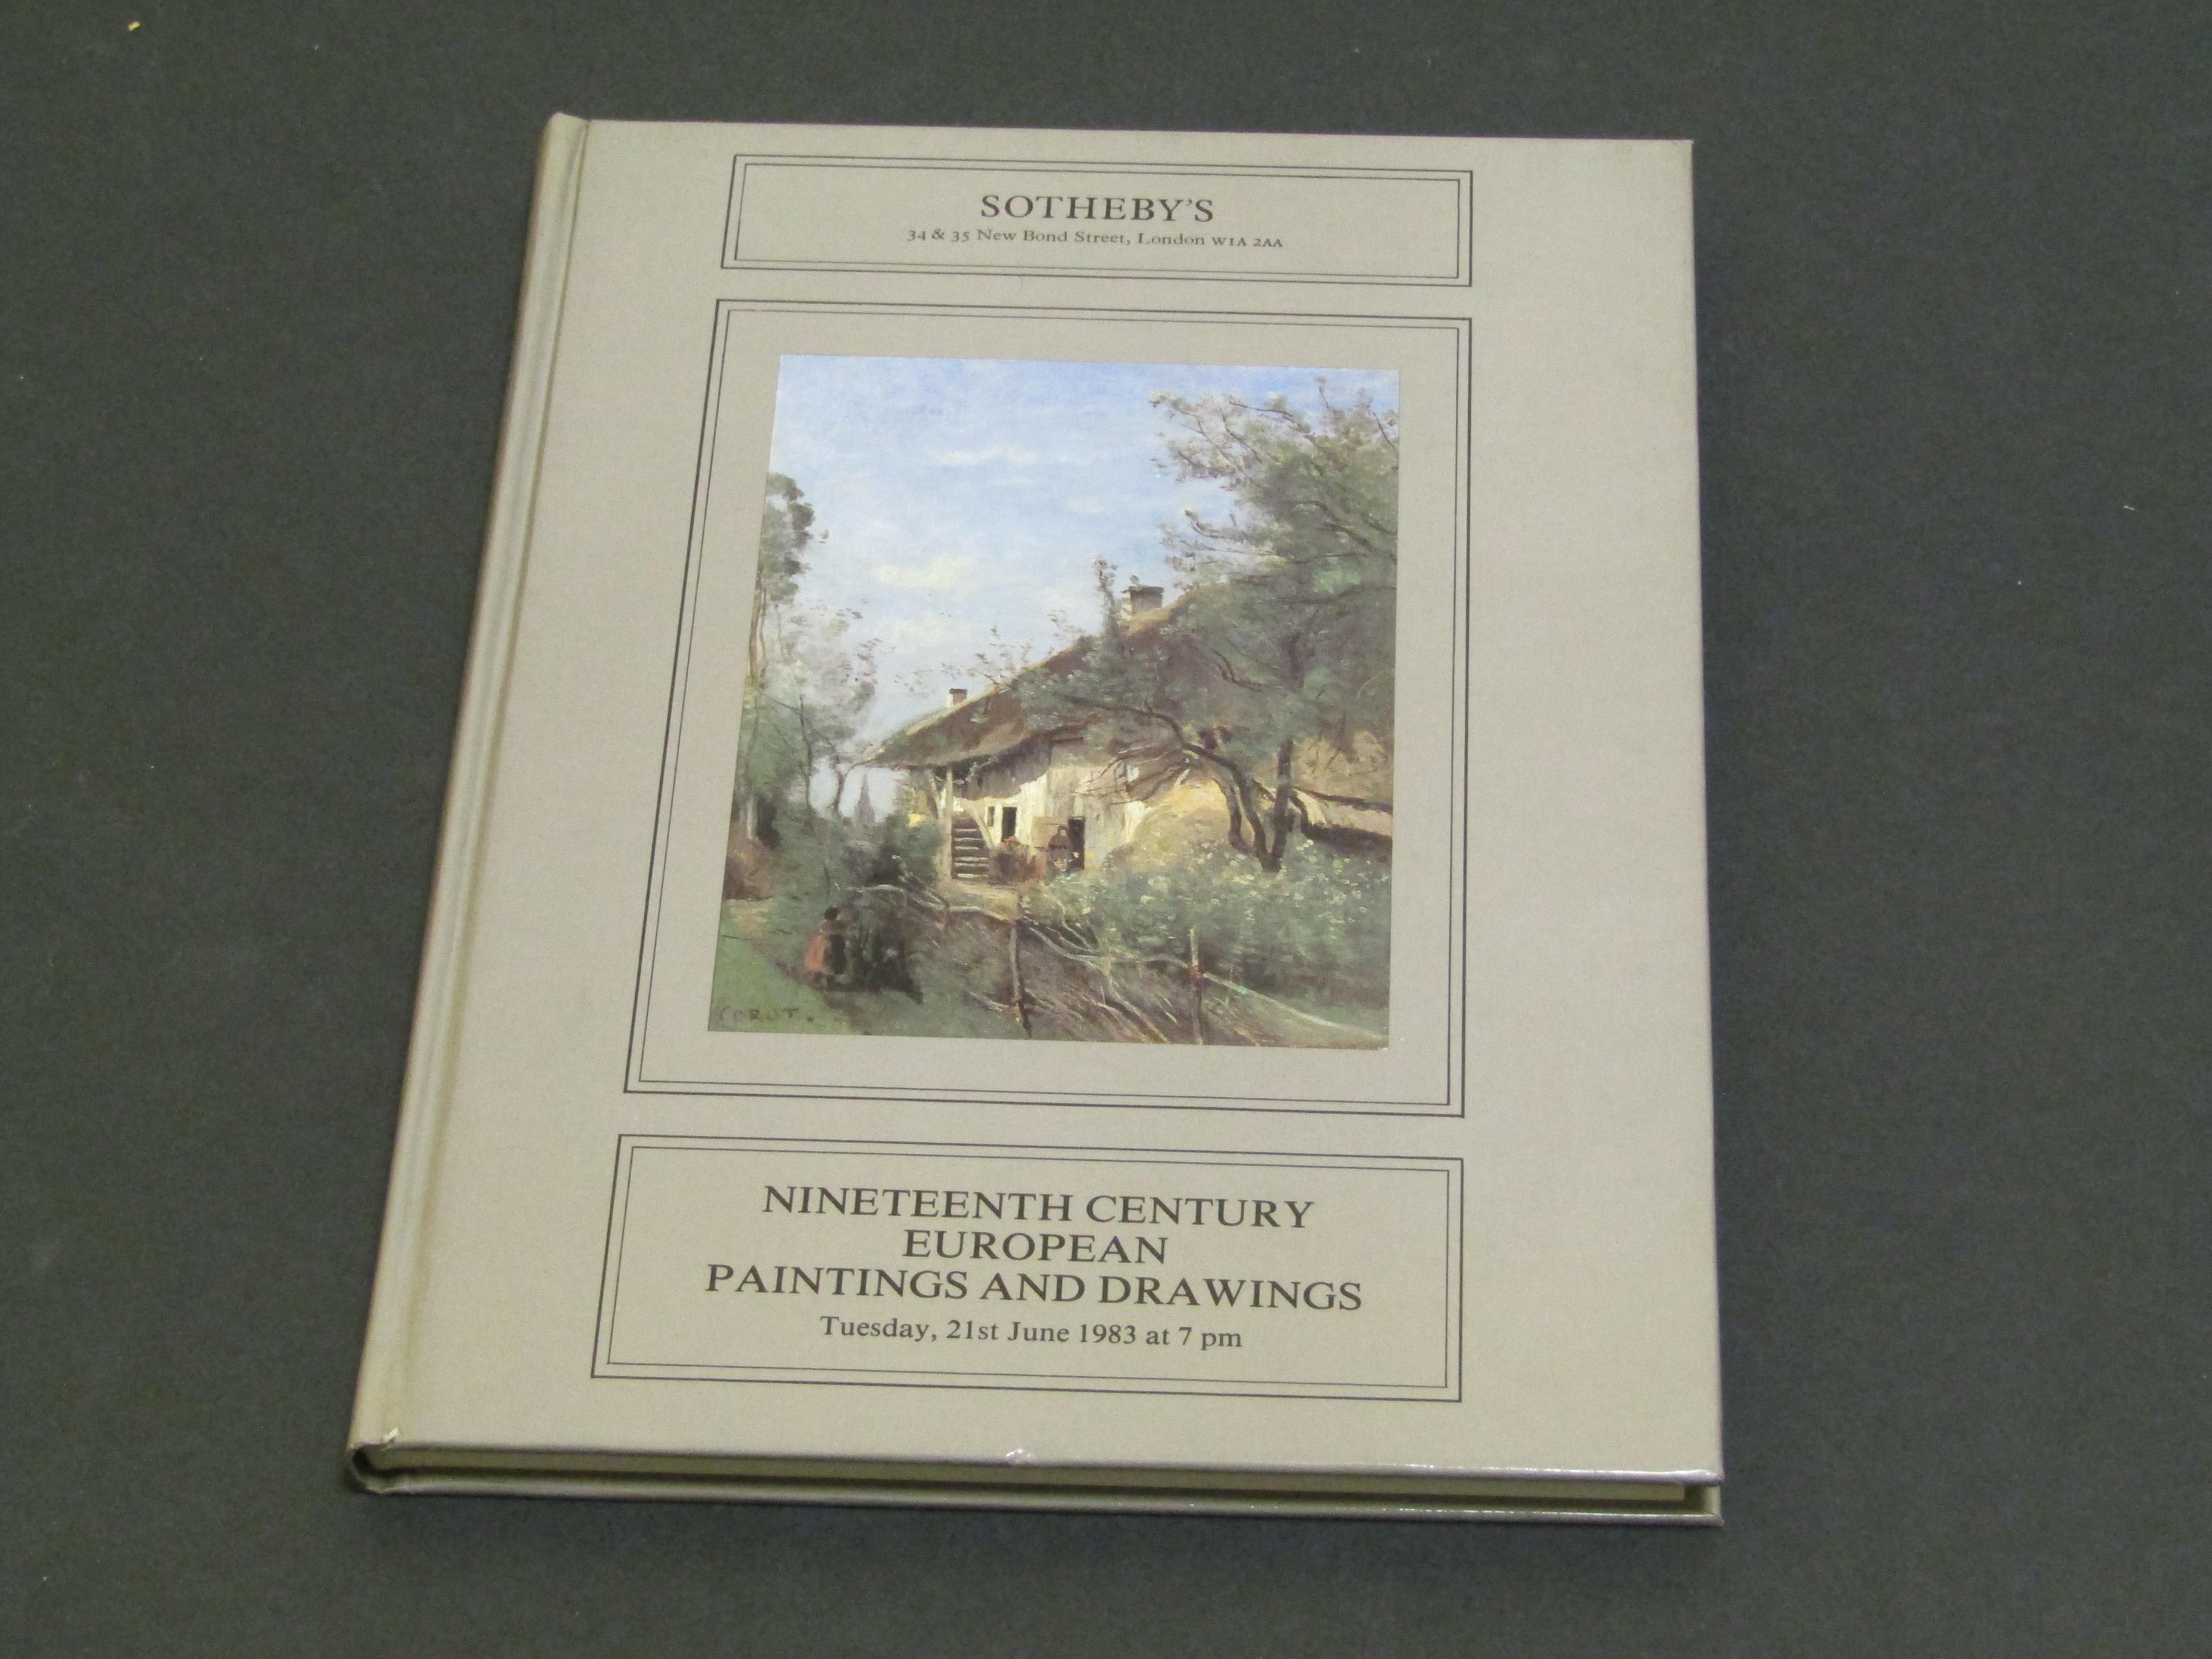 SOTHEBY'S
34 & 35 New Bond Street, London W1A 2AA
COROT.
NINETEENTH CENTURY
EUROPEAN
PAINTINGS AND DRAWINGS
Tuesday, 21st June 1983 at 7 pm